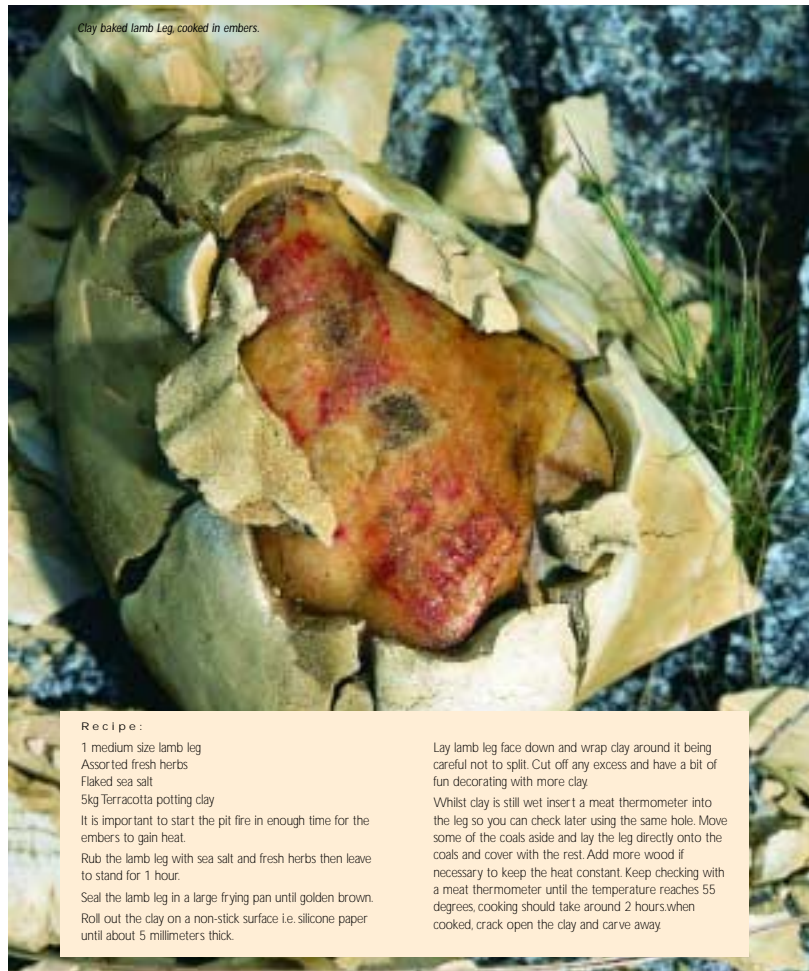 Clay baked lamb Leg, cooked in embers.
Recipe:
1 medium size lamb leg
Assorted fresh herbs
Flaked sea salt
5kg Terracotta potting clay
It is important to start the pit fire in enough time for the
embers to gain heat.
Rub the lamb leg with sea salt and fresh herbs then leave
to stand for 1 hour.
Seal the lamb leg in a large frying pan until golden brown.
Roll out the clay on a non-stick surface i.e. silicone paper
until about 5 millimeters thick.
Lay lamb leg face down and wrap clay around it being
careful not to split. Cut off any excess and have a bit of
fun decorating with more clay.
Whilst clay is still wet insert a meat thermometer into
the leg so you can check later using the same hole. Move
some of the coals aside and lay the leg directly onto the
coals and cover with the rest. Add more wood if
necessary to keep the heat constant. Keep checking with
a meat thermometer until the temperature reaches 55
degrees, cooking should take around 2 hours.when
cooked, crack open the clay and carve away.